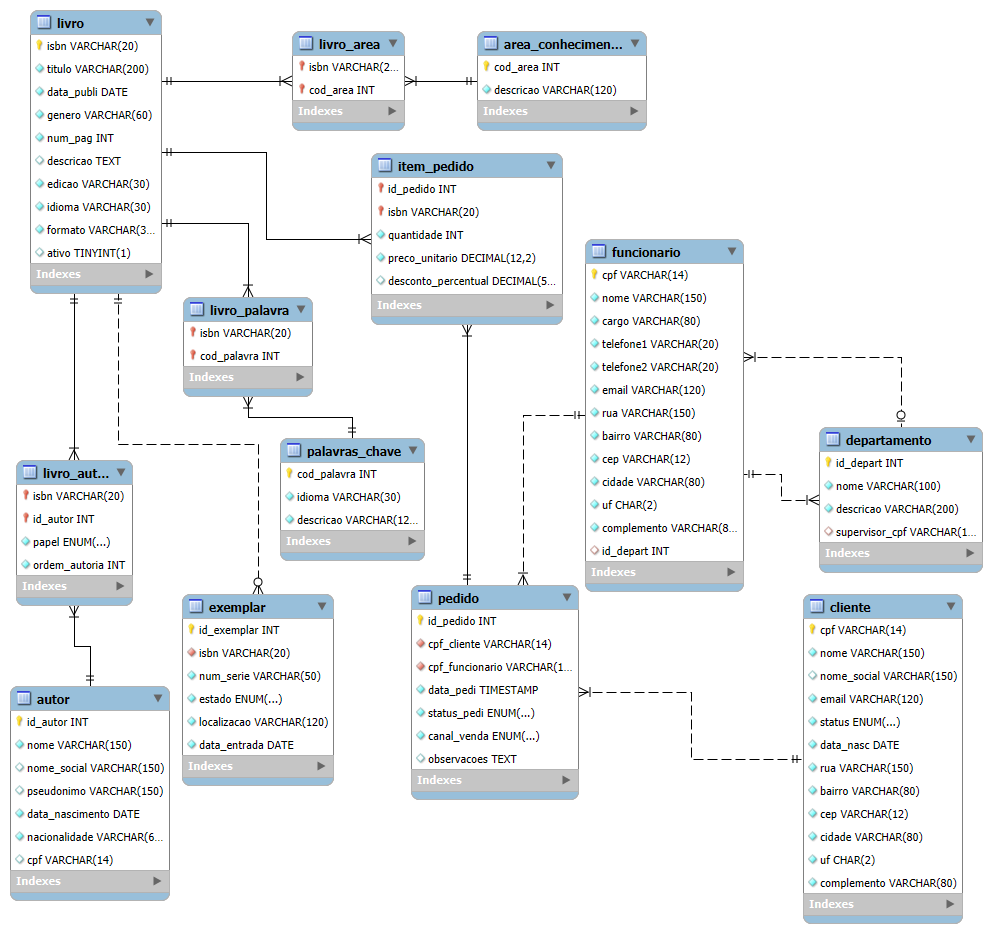 livro
isbn VARCHAR(20)
titulo VARCHAR(200)
data_publi DATE
genero VARCHAR(60)
num_pag INT
descricao TEXT
edicao VARCHAR(30)
idioma VARCHAR(30)
formato VARCHAR(3...
ativo TINYINT(1)
Indexes
livro_area
isbn VARCHAR(2...
cod_area INT
Indexes
area_conhecimen...
cod_area INT
descricao VARCHAR(120)
Indexes
item_pedido
id_pedido INT
isbn VARCHAR(20)
quantidade INT
preco_unitario DECIMAL(12,2)
desconto_percentual DECIMAL(5...
Indexes
funcionario
cpf VARCHAR(14)
nome VARCHAR(150)
cargo VARCHAR(80)
telefone1 VARCHAR(20)
telefone2 VARCHAR(20)
email VARCHAR(120)
rua VARCHAR(150)
bairro VARCHAR(80)
cep VARCHAR(12)
cidade VARCHAR(80)
uf CHAR(2)
complemento VARCHAR(8...
id_depart INT
Indexes
livro_palavra
isbn VARCHAR(20)
cod_palavra INT
Indexes
departamento
id_depart INT
nome VARCHAR(100)
descricao VARCHAR(200)
supervisor_cpf VARCHAR(1...
Indexes
palavras_chave
cod_palavra INT
idioma VARCHAR(30)
descricao VARCHAR(12...
Indexes
livro_aut...
isbn VARCHAR(20)
id_autor INT
papel ENUM(...)
ordem_autoria INT
Indexes
exemplar
id_exemplar INT
isbn VARCHAR(20)
num_serie VARCHAR(50)
estado ENUM(...)
localizacao VARCHAR(120)
data_entrada DATE
Indexes
pedido
id_pedido INT
cpf_cliente VARCHAR(14)
cpf_funcionario VARCHAR(1...
data_pedi TIMESTAMP
status_pedi ENUM(...)
canal_venda ENUM(...)
observacoes TEXT
Indexes
cliente
cpf VARCHAR(14)
nome VARCHAR(150)
nome_social VARCHAR(150)
email VARCHAR(120)
status ENUM(...)
data_nasc DATE
rua VARCHAR(150)
bairro VARCHAR(80)
cep VARCHAR(12)
cidade VARCHAR(80)
uf CHAR(2)
complemento VARCHAR(80)
Indexes
autor
id_autor INT
nome VARCHAR(150)
nome_social VARCHAR(150)
pseudonimo VARCHAR(150)
data_nascimento DATE
nacionalidade VARCHAR(6...
cpf VARCHAR(14)
Indexes